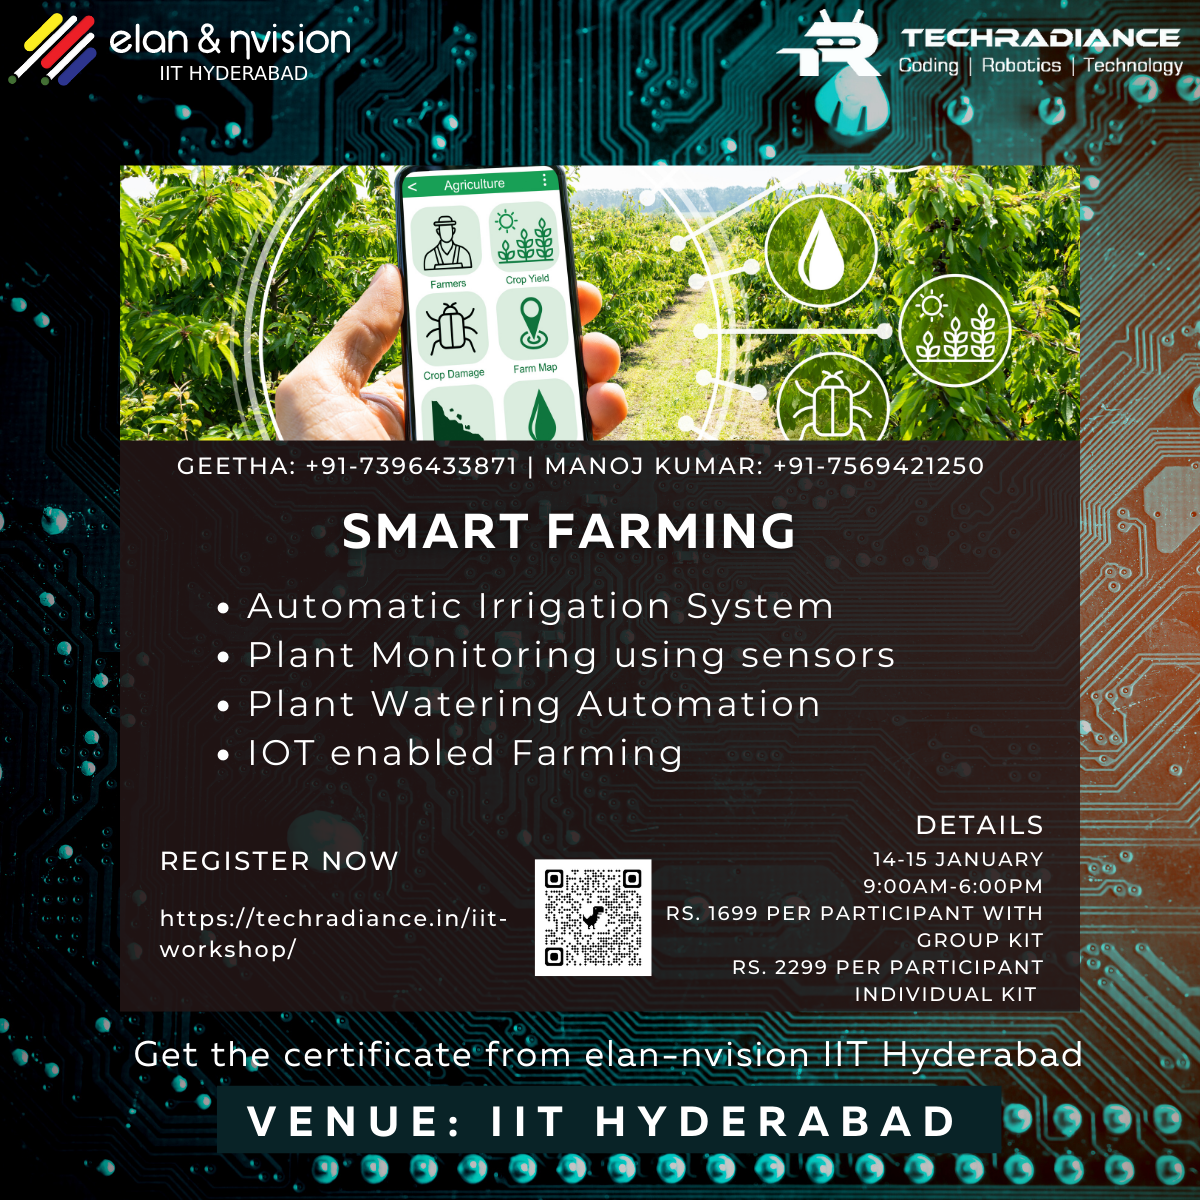 elan & nvision
IIT HYDERABAD
TECHRADIANCE
Coding | Robotics | Technology
< Agriculture
Farmers
Crop Yield
Crop Damage
Farm Map
GEETHA: +91-7396433871 | MANOJ KUMAR: +91-7569421250
SMART FARMING
• Automatic Irrigation System
• Plant Monitoring using sensors
• Plant Watering Automation
• IOT enabled Farming
REGISTER NOW
https://techradiance.in/iit-
workshop/
DETAILS
14-15 JANUARY
9:00AM-6:00PM
RS. 1699 PER PARTICIPANT WITH
GROUP KIT
RS. 2299 PER PARTICIPANT
INDIVIDUAL KIT
Get the certificate from elan-nvision IIT Hyderabad
VENUE: IIT HYDERABAD